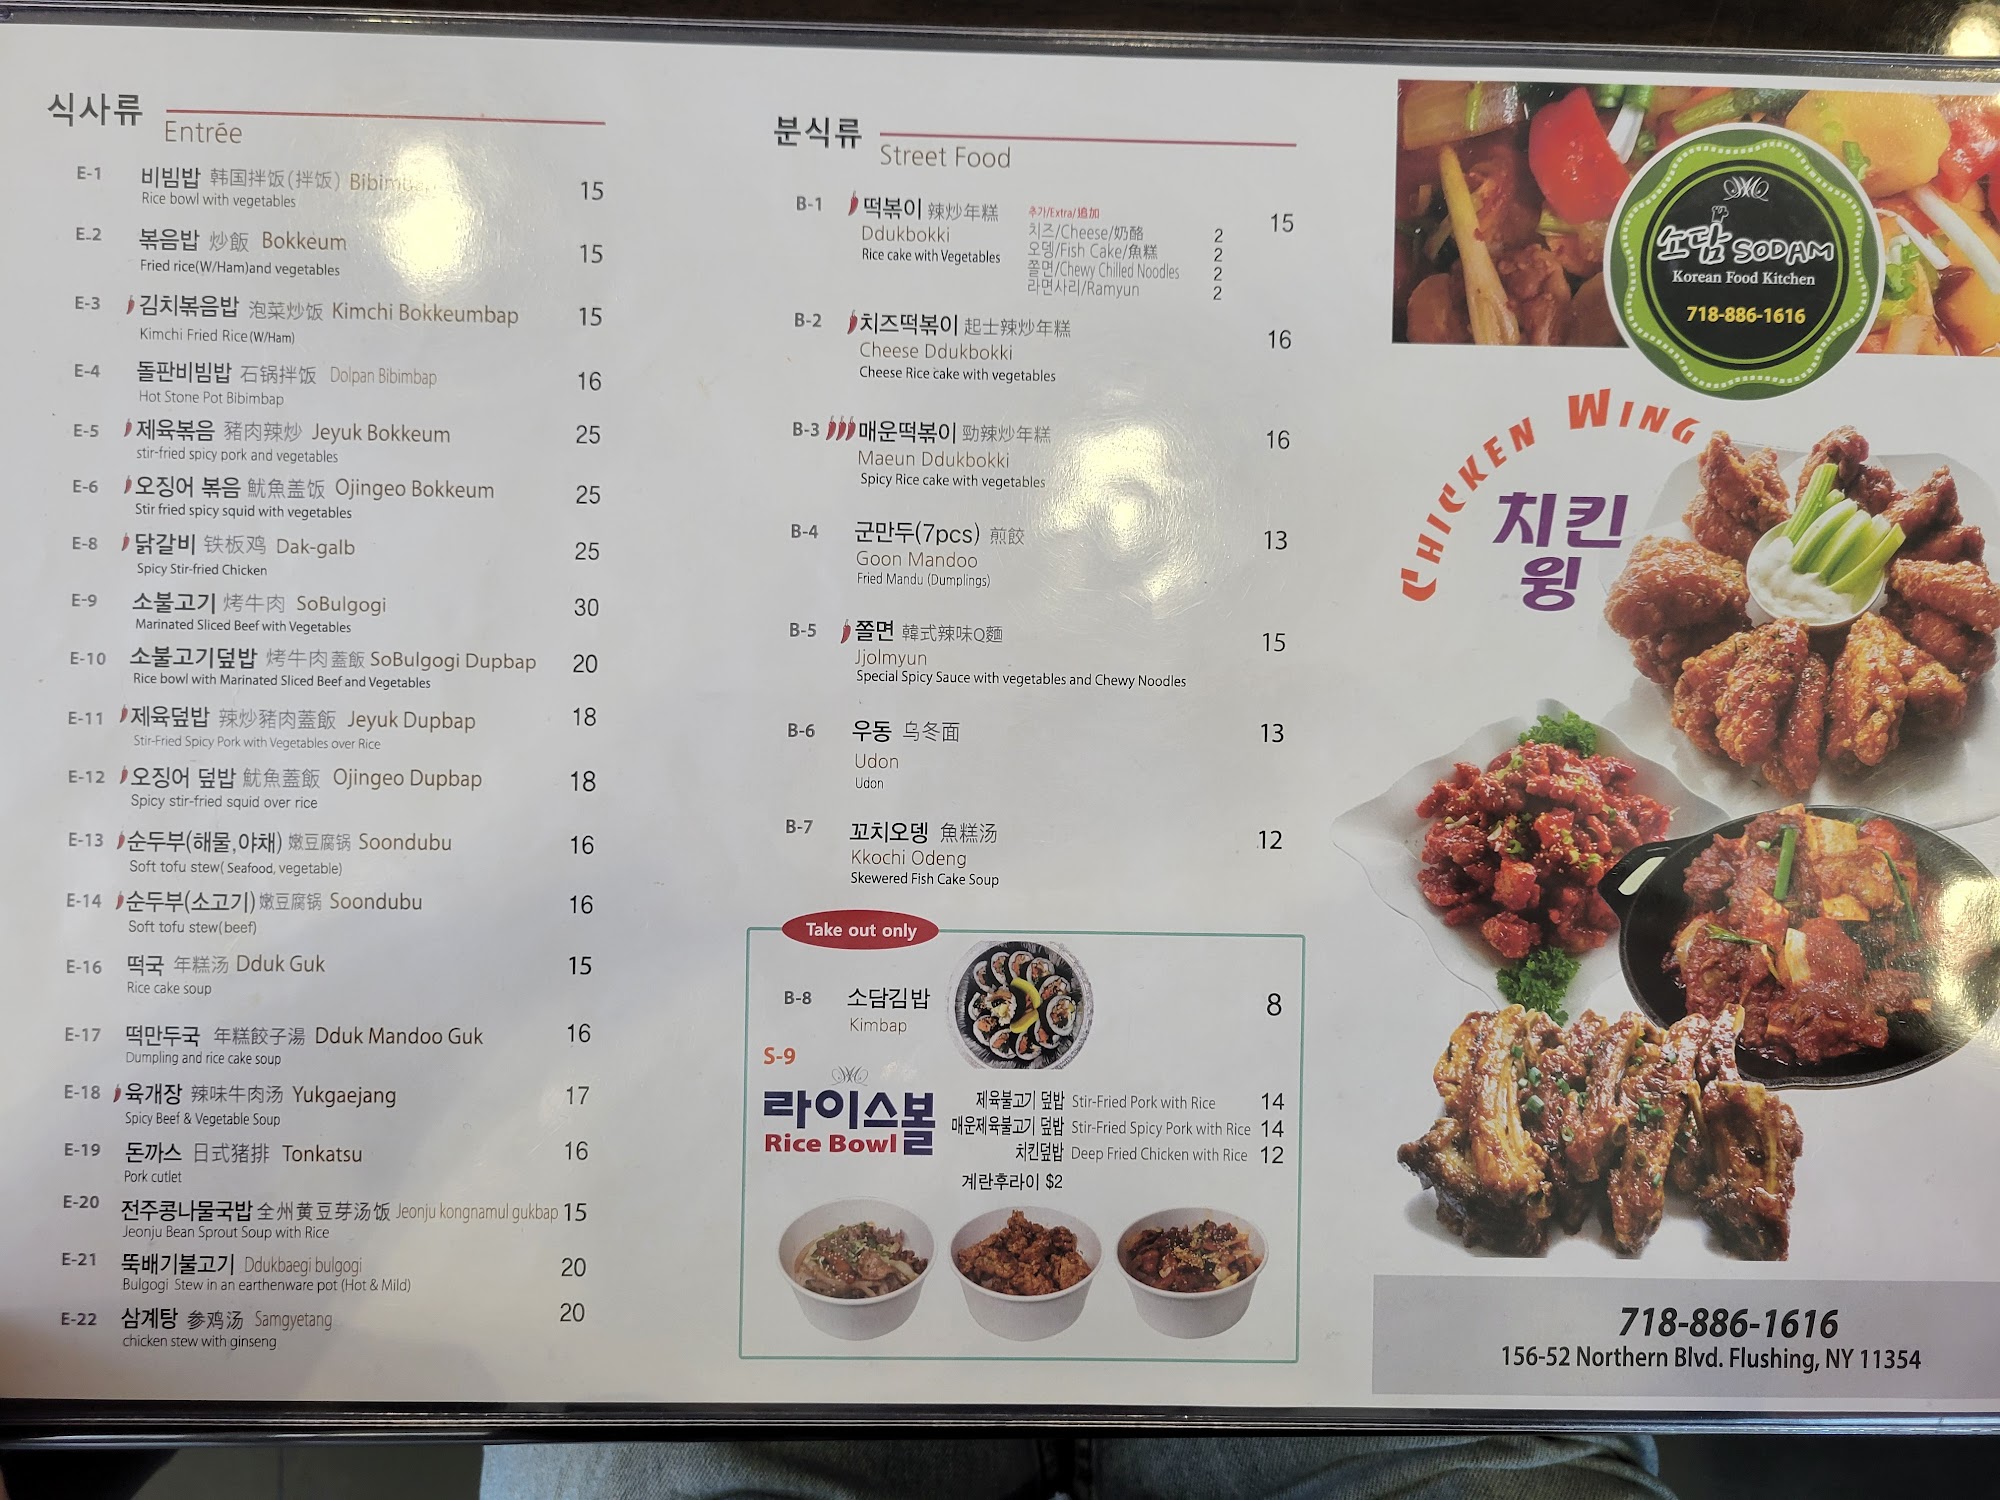 식사류
Entrée
E-1 비빔밥 韩国拌饭(拌饭) Bibimbap 15
Rice bowl with vegetables
E-2 볶음밥 炒飯 Bokkeum 15
Fried rice(W/Ham)and vegetables
E-3 김치볶음밥 泡菜炒饭 Kimchi Bokkeumbap 15
Kimchi Fried Rice(W/Ham)
E-4 돌판비빔밥 石锅拌饭 Dolpan Bibimbap 16
Hot Stone Pot Bibimbap
E-5 제육볶음 豬肉辣炒 Jeyuk Bokkeum 25
stir-fried spicy pork and vegetables
E-6 오징어 볶음 魷魚盖饭 Ojingeo Bokkeum 25
Stir fried spicy squid with vegetables
E-8 닭갈비 铁板鸡 Dak-galb 25
Spicy Stir-fried Chicken
E-9 소불고기 烤牛肉 SoBulgogi 30
Marinated Sliced Beef with Vegetables
E-10 소불고기덮밥 烤牛肉蓋飯 SoBulgogi Dupbap 20
Rice bowl with Marinated Sliced Beef and Vegetables
E-11 제육덮밥 辣炒豬肉蓋飯 Jeyuk Dupbap 18
Stir-Fried Spicy Pork with Vegetables over Rice
E-12 오징어 덮밥 魷魚蓋飯 Ojingeo Dupbap 18
Spicy stir-fried squid over rice
E-13 순두부(해물,야채) 嫩豆腐锅 Soondubu 16
Soft tofu stew( Seafood, vegetable)
E-14 순두부(소고기) 嫩豆腐锅 Soondubu 16
Soft tofu stew(beef)
E-16 떡국 年糕汤 Dduk Guk 15
Rice cake soup
E-17 떡만두국 年糕餃子湯 Dduk Mandoo Guk 16
Dumpling and rice cake soup
E-18 육개장 辣味牛肉汤 Yukgaejang 17
Spicy Beef & Vegetable Soup
E-19 돈까스 日式猪排 Tonkatsu 16
Pork cutlet
E-20 전주콩나물국밥 全州黄豆芽汤饭 Jeonju kongnamul gukbap 15
Jeonju Bean Sprout Soup with Rice
E-21 뚝배기불고기 Ddukbaegi bulgogi 20
Bulgogi Stew in an earthenware pot (Hot & Mild)
E-22 삼계탕 参鸡汤 Samgyetang 20
chicken stew with ginseng
분식류
Street Food
B-1 떡볶이 辣炒年糕 15
Ddukbokki
Rice cake with Vegetables
추가/Extra/追加
치즈/Cheese/奶酪 2
오뎅/Fish Cake/魚糕 2
쫄면/Chewy Chilled Noodles 2
라면사리/Ramyun 2
B-2 치즈떡볶이 起士辣炒年糕 16
Cheese Ddukbokki
Cheese Rice cake with vegetables
B-3 매운떡볶이 勁辣炒年糕 16
Maeun Ddukbokki
Spicy Rice cake with vegetables
B-4 군만두(7pcs) 煎餃 13
Goon Mandoo
Fried Mandu (Dumplings)
B-5 쫄면 韓式辣味Q麵 15
Jjolmyun
Special Spicy Sauce with vegetables and Chewy Noodles
B-6 우동 乌冬面 13
Udon
Udon
B-7 꼬치오뎅 魚糕汤 12
Kkochi Odeng
Skewered Fish Cake Soup
Take out only
B-8 소담김밥 8
Kimbap
S-9
라이스볼
Rice Bowl
제육불고기 덮밥 Stir-Fried Pork with Rice 14
매운제육불고기 덮밥 Stir-Fried Spicy Pork with Rice 14
치킨덮밥 Deep Fried Chicken with Rice 12
계란후라이 $2
소담 SODAM
Korean Food Kitchen
718-886-1616
CHICKEN WING
치킨
윙
718-886-1616
156-52 Northern Blvd. Flushing, NY 11354